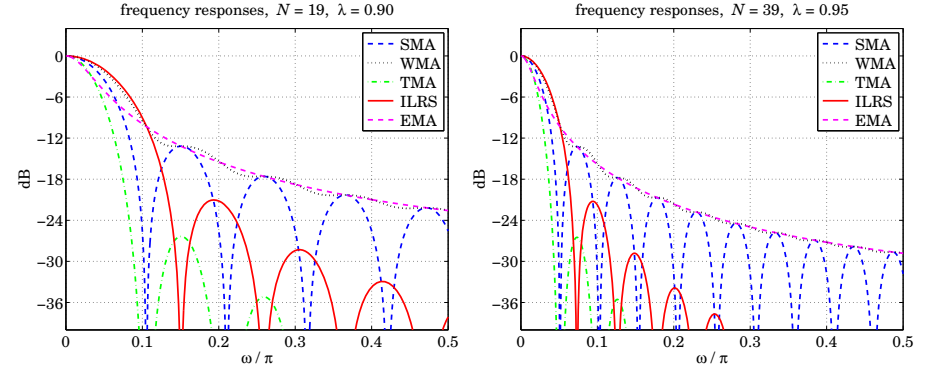 frequency responses, N = 19, λ = 0.90
0
−6
−12
−18
−24
−30
−36
dB
0
0.1
0.2
0.3
0.4
0.5
ω / π
SMA
WMA
TMA
ILRS
EMA
frequency responses, N = 39, λ = 0.95
0
−6
−12
−18
−24
−30
−36
dB
0
0.1
0.2
0.3
0.4
0.5
ω / π
SMA
WMA
TMA
ILRS
EMA